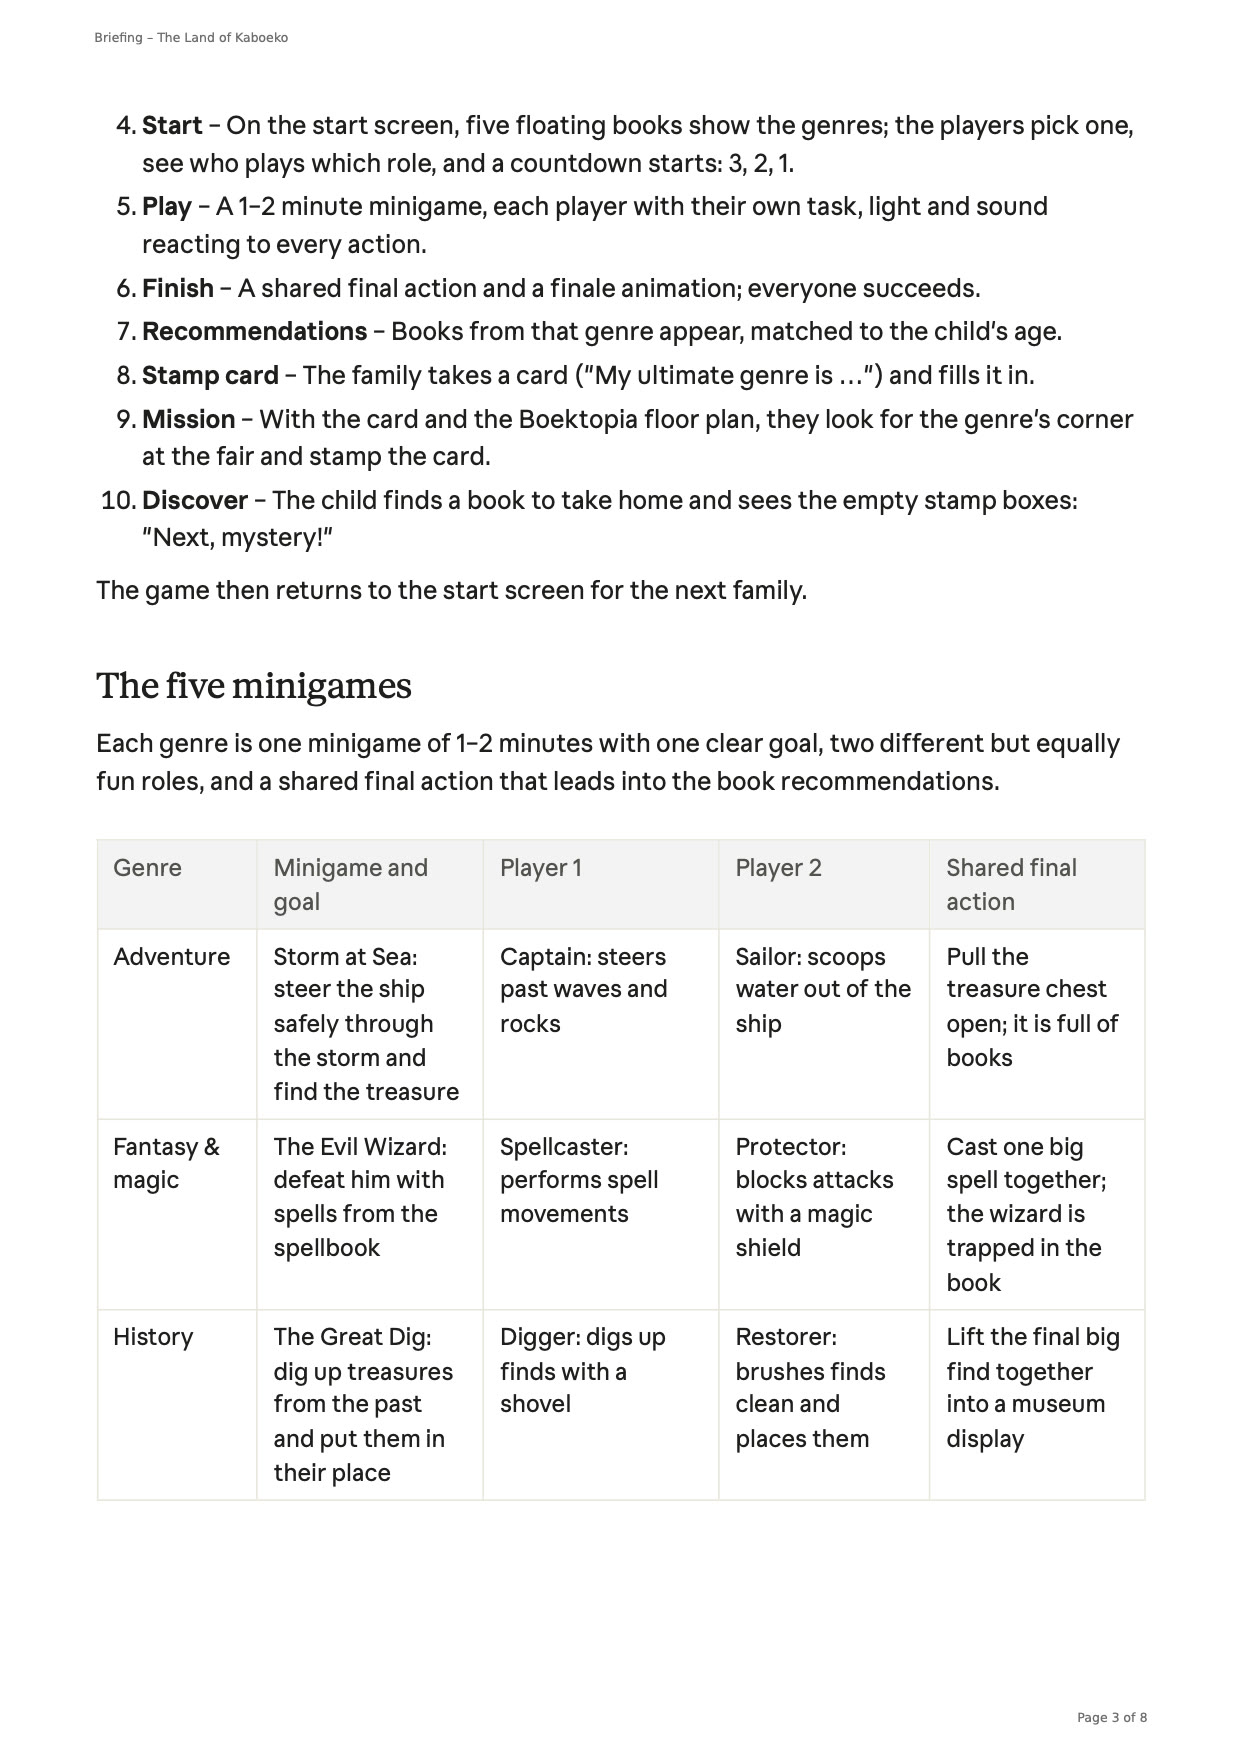 Briefing – The Land of Kaboeko
4. Start – On the start screen, five floating books show the genres; the players pick one,
see who plays which role, and a countdown starts: 3, 2, 1.
5. Play – A 1–2 minute minigame, each player with their own task, light and sound
reacting to every action.
6. Finish – A shared final action and a finale animation; everyone succeeds.
7. Recommendations – Books from that genre appear, matched to the child's age.
8. Stamp card – The family takes a card ("My ultimate genre is …") and fills it in.
9. Mission – With the card and the Boektopia floor plan, they look for the genre's corner
at the fair and stamp the card.
10. Discover – The child finds a book to take home and sees the empty stamp boxes:
"Next, mystery!"
The game then returns to the start screen for the next family.
The five minigames
Each genre is one minigame of 1–2 minutes with one clear goal, two different but equally
fun roles, and a shared final action that leads into the book recommendations.
Genre
Minigame and
goal
Player 1
Player 2
Shared final
action
Adventure
Storm at Sea:
steer the ship
safely through
the storm and
find the treasure
Captain: steers
past waves and
rocks
Sailor: scoops
water out of the
ship
Pull the
treasure chest
open; it is full of
books
Fantasy &
magic
The Evil Wizard:
defeat him with
spells from the
spellbook
Spellcaster:
performs spell
movements
Protector:
blocks attacks
with a magic
shield
Cast one big
spell together;
the wizard is
trapped in the
book
History
The Great Dig:
dig up treasures
from the past
and put them in
their place
Digger: digs up
finds with a
shovel
Restorer:
brushes finds
clean and
places them
Lift the final big
find together
into a museum
display
Page 3 of 8